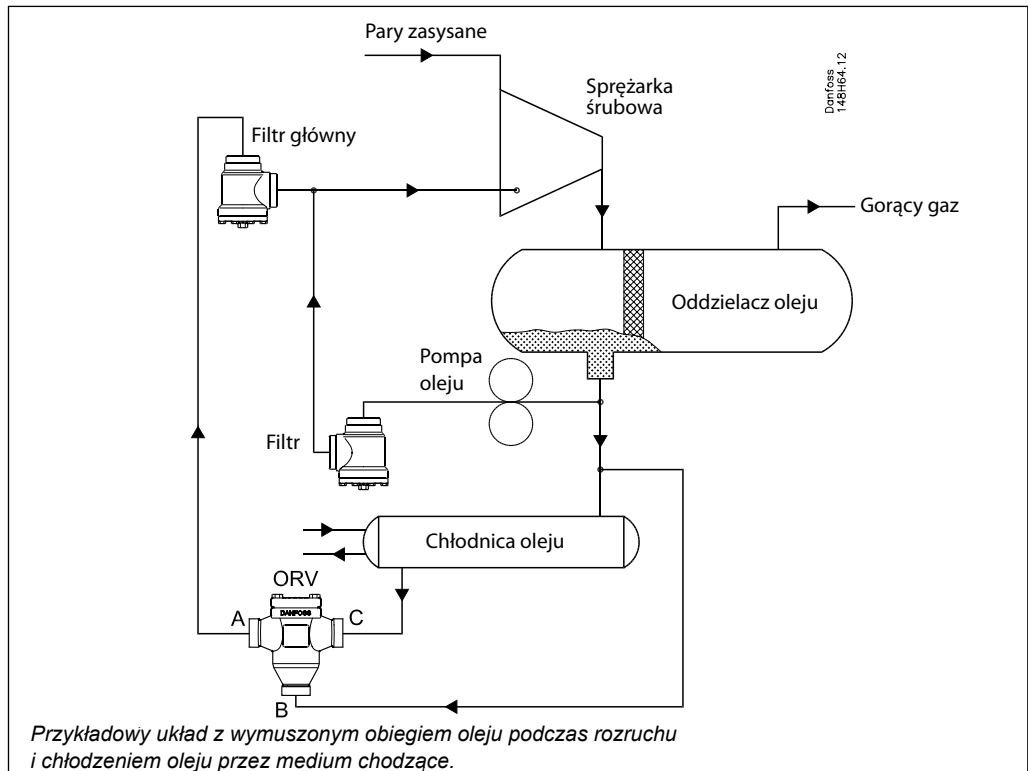 Pary zasysane
Sprężarka
śrubowa
Danfoss
148H64.12
Filtr główny
Gorący gaz
Oddzielacz oleju
Pompa
oleju
Filtr
Chłodnica oleju
ORV
A
C
DANFOSS
B
Przykładowy układ z wymuszonym obiegiem oleju podczas rozruchu
i chłodzeniem oleju przez medium chodzące.